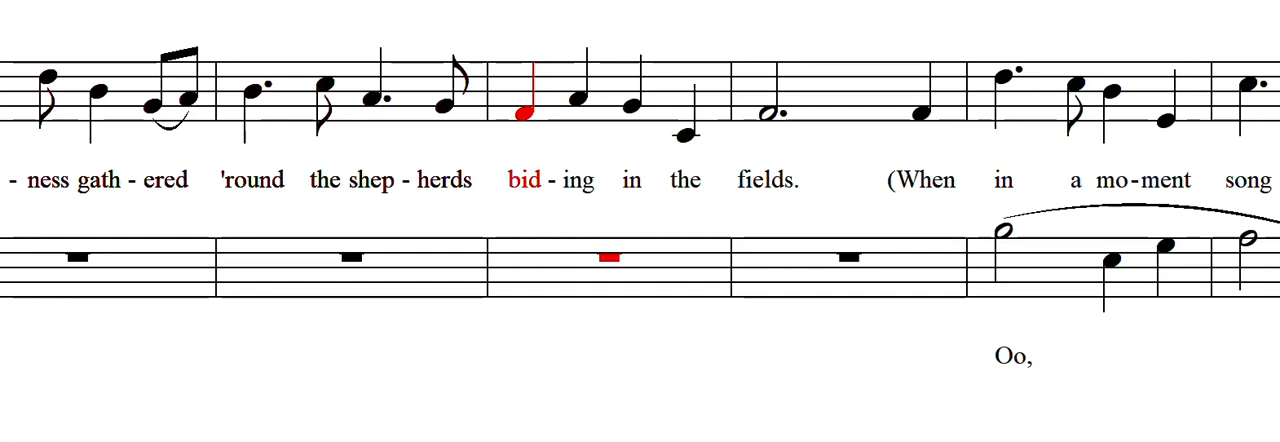 - ness gath - ered 'round the shep - herds bid - ing in the fields. (When in a mo-ment song
Oo,